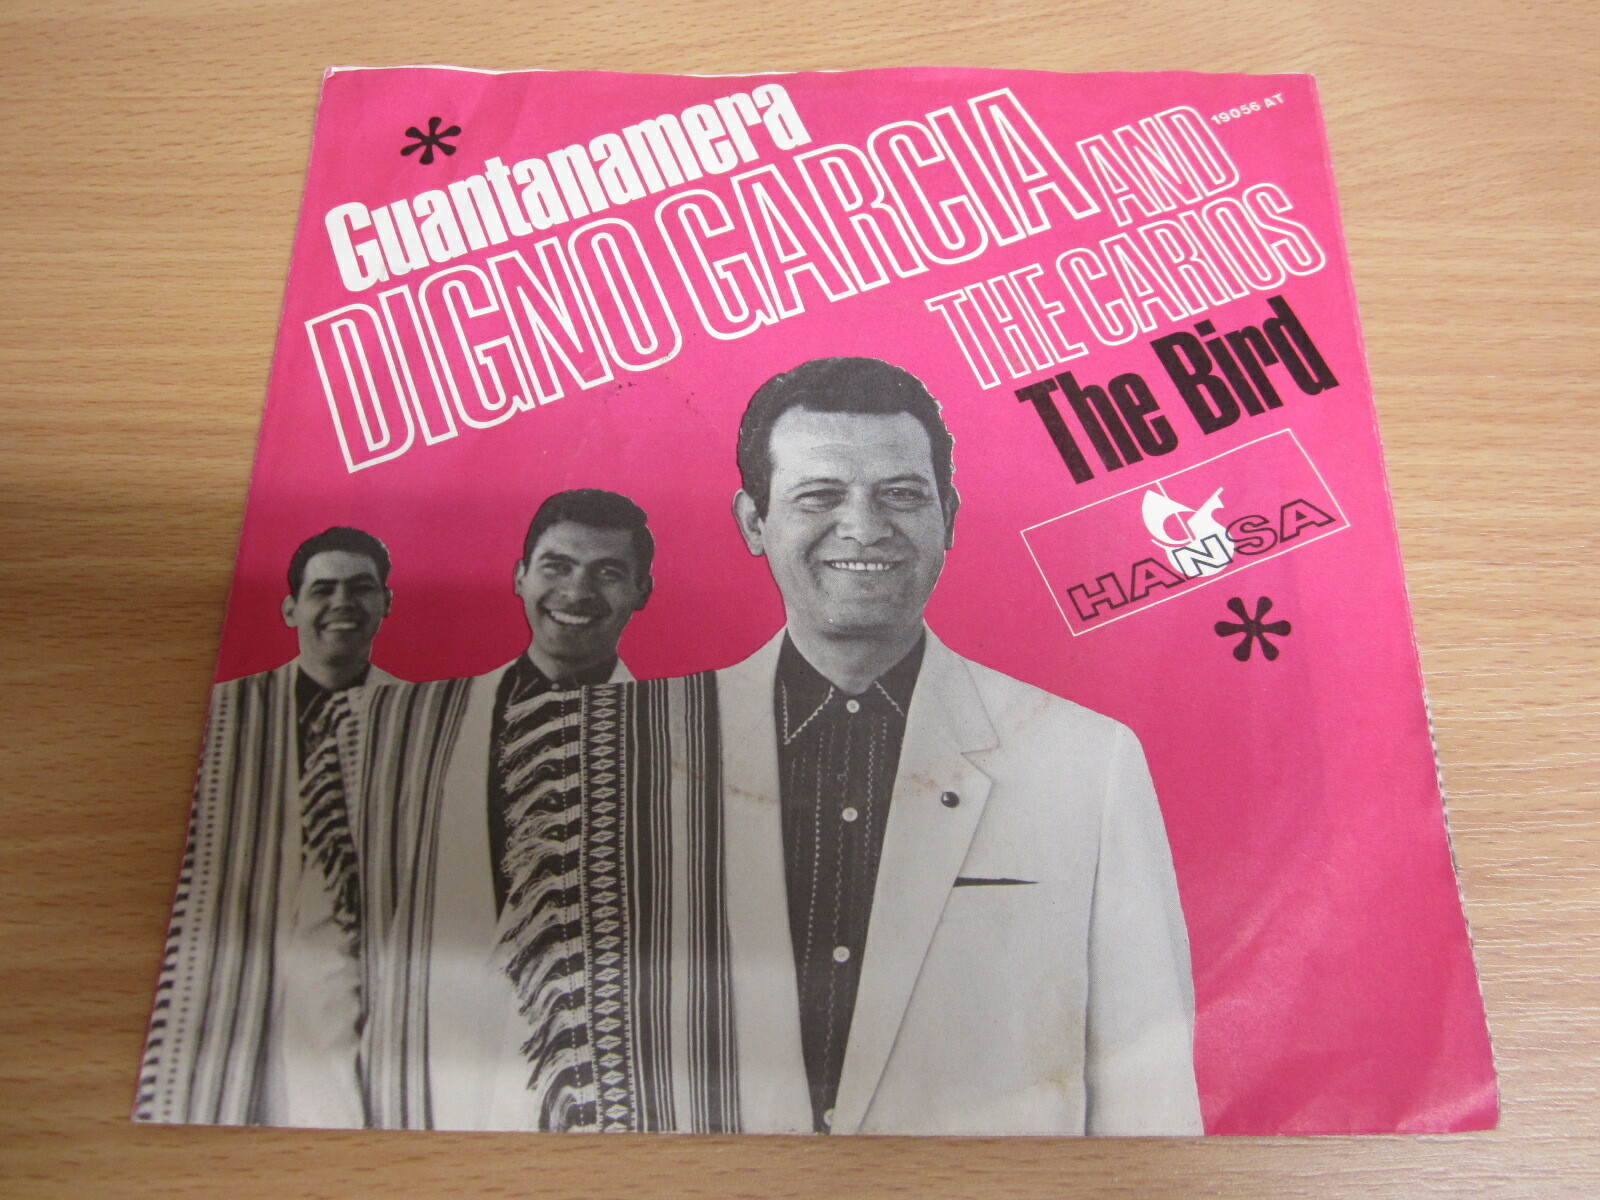 Guantanamera
19056 AT
DIGNO GARCIA AND
THE CARIOS
The Bird
HANSA